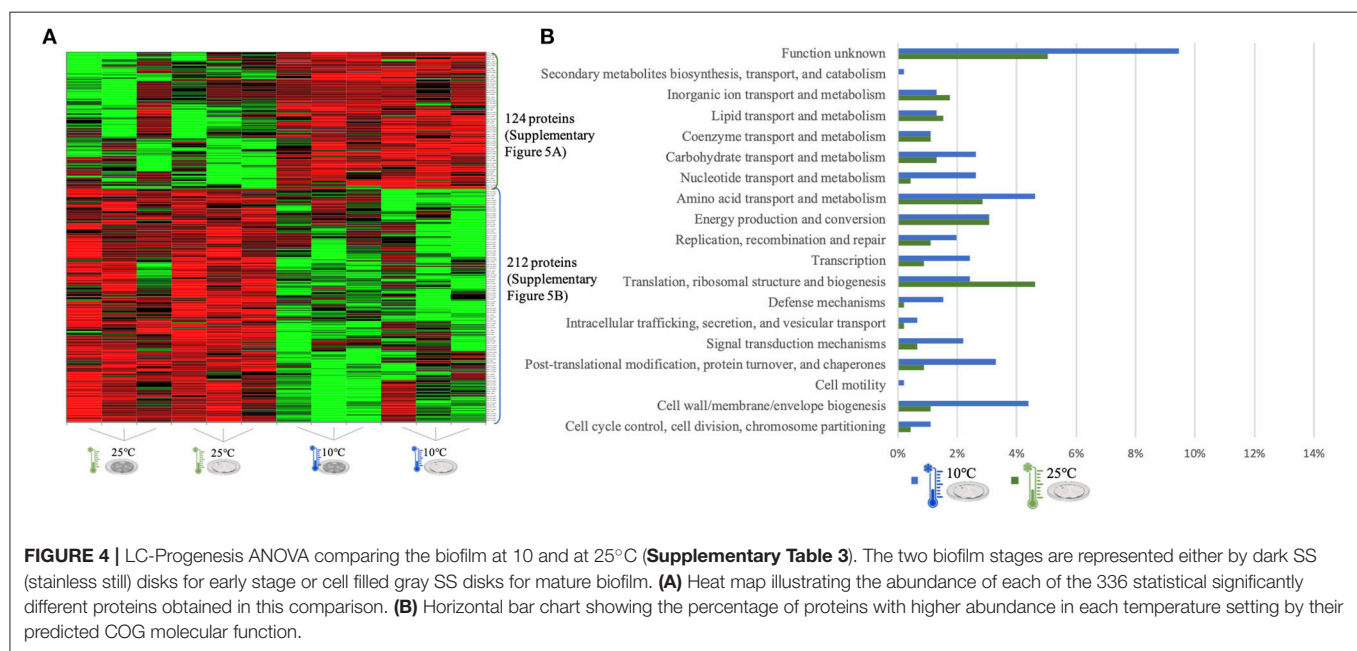 A
124 proteins
(Supplementary
Figure 5A)
212 proteins
(Supplementary
Figure 5B)
25°C
25°C
10°C
10°C
B
Function unknown
Secondary metabolites biosynthesis, transport, and catabolism
Inorganic ion transport and metabolism
Lipid transport and metabolism
Coenzyme transport and metabolism
Carbohydrate transport and metabolism
Nucleotide transport and metabolism
Amino acid transport and metabolism
Energy production and conversion
Replication, recombination and repair
Transcription
Translation, ribosomal structure and biogenesis
Defense mechanisms
Intracellular trafficking, secretion, and vesicular transport
Signal transduction mechanisms
Post-translational modification, protein turnover, and chaperones
Cell motility
Cell wall/membrane/envelope biogenesis
Cell cycle control, cell division, chromosome partitioning
0% 2% 4% 6% 8% 10% 12% 14%
10°C 25°C
FIGURE 4 | LC-Progenesis ANOVA comparing the biofilm at 10 and at 25°C (Supplementary Table 3). The two biofilm stages are represented either by dark SS
(stainless still) disks for early stage or cell filled gray SS disks for mature biofilm. (A) Heat map illustrating the abundance of each of the 336 statistical significantly
different proteins obtained in this comparison. (B) Horizontal bar chart showing the percentage of proteins with higher abundance in each temperature setting by their
predicted COG molecular function.